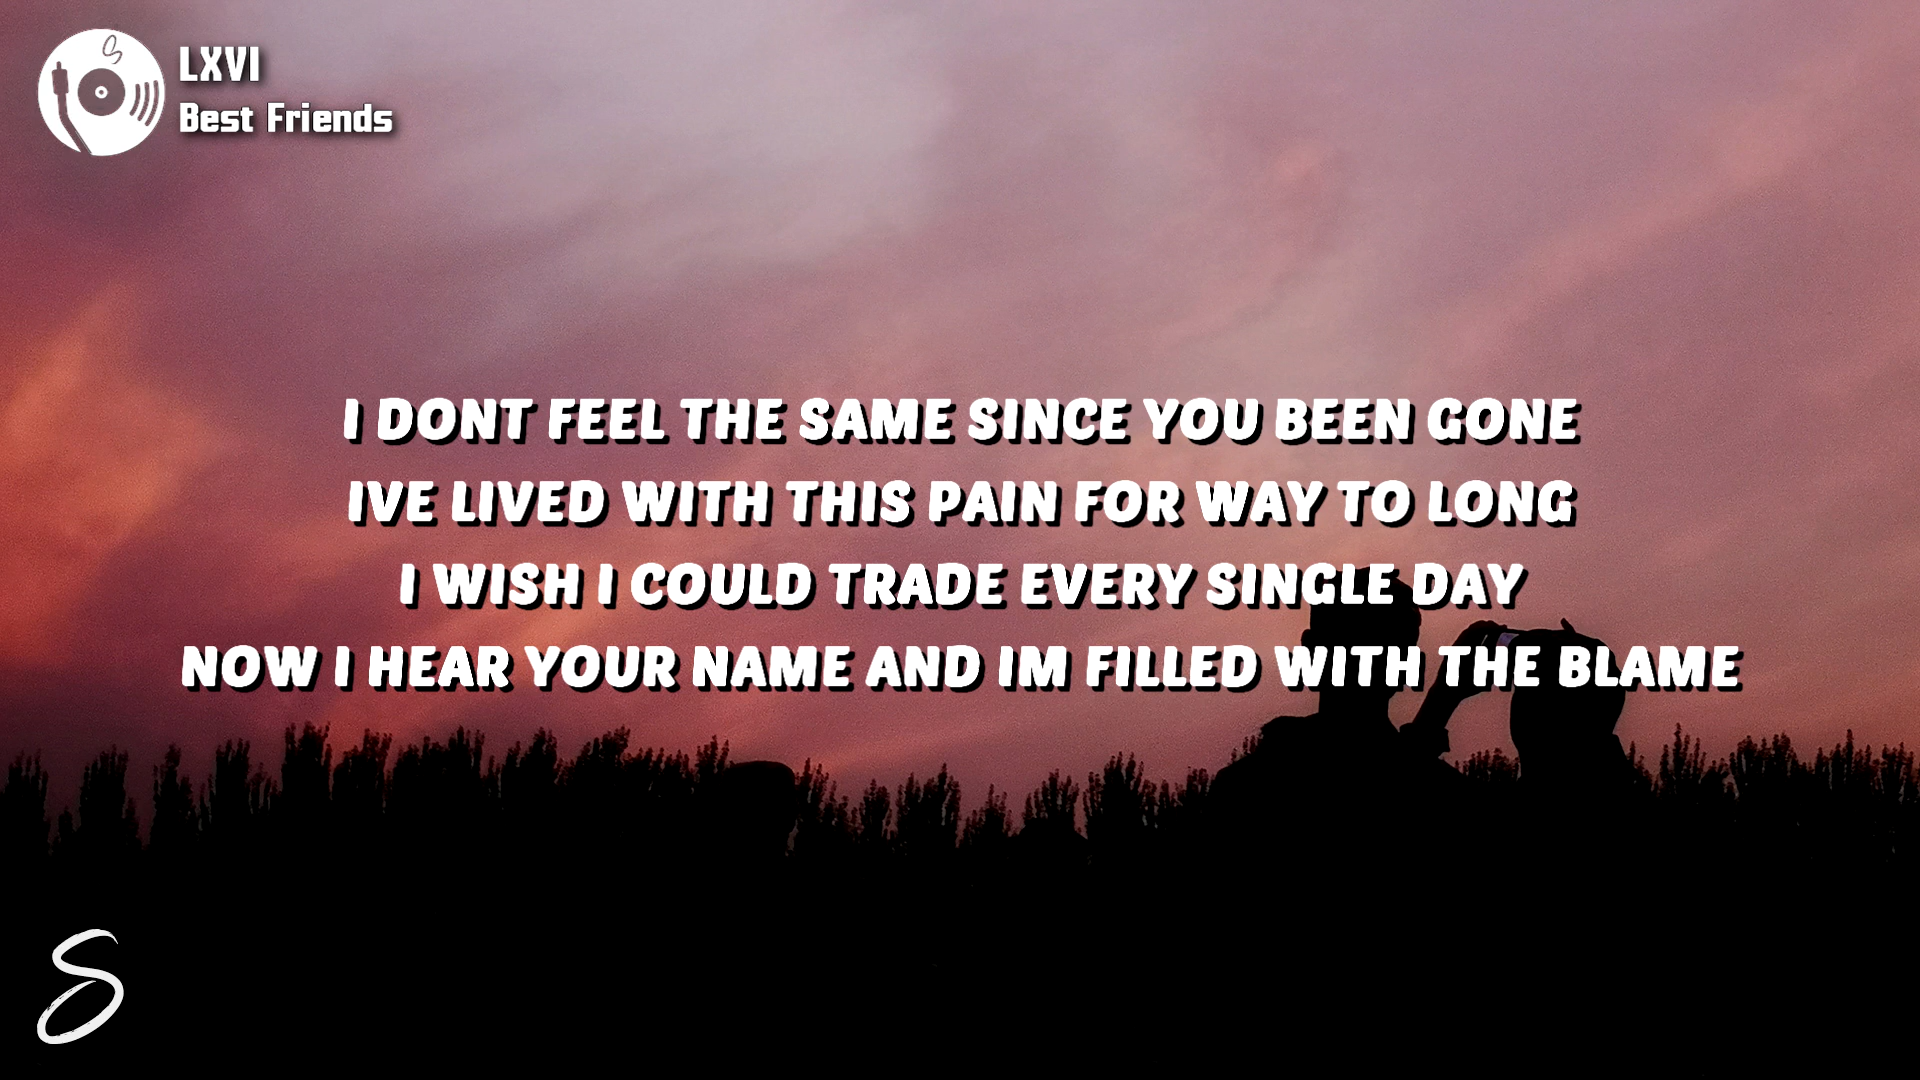 LXVI
Best Friends
I DONT FEEL THE SAME SINCE YOU BEEN GONE
IVE LIVED WITH THIS PAIN FOR WAY TO LONG
I WISH I COULD TRADE EVERY SINGLE DAY
NOW I HEAR YOUR NAME AND IM FILLED WITH THE BLAME
S